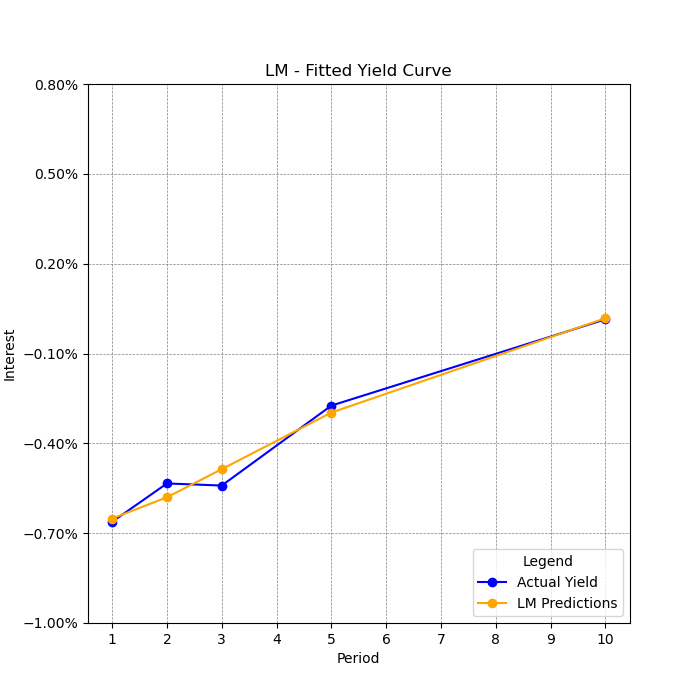 LM - Fitted Yield Curve
0.80%
0.50%
0.20%
−0.10%
−0.40%
−0.70%
−1.00%
Interest
1 2 3 4 5 6 7 8 9 10
Period
Legend
Actual Yield
LM Predictions